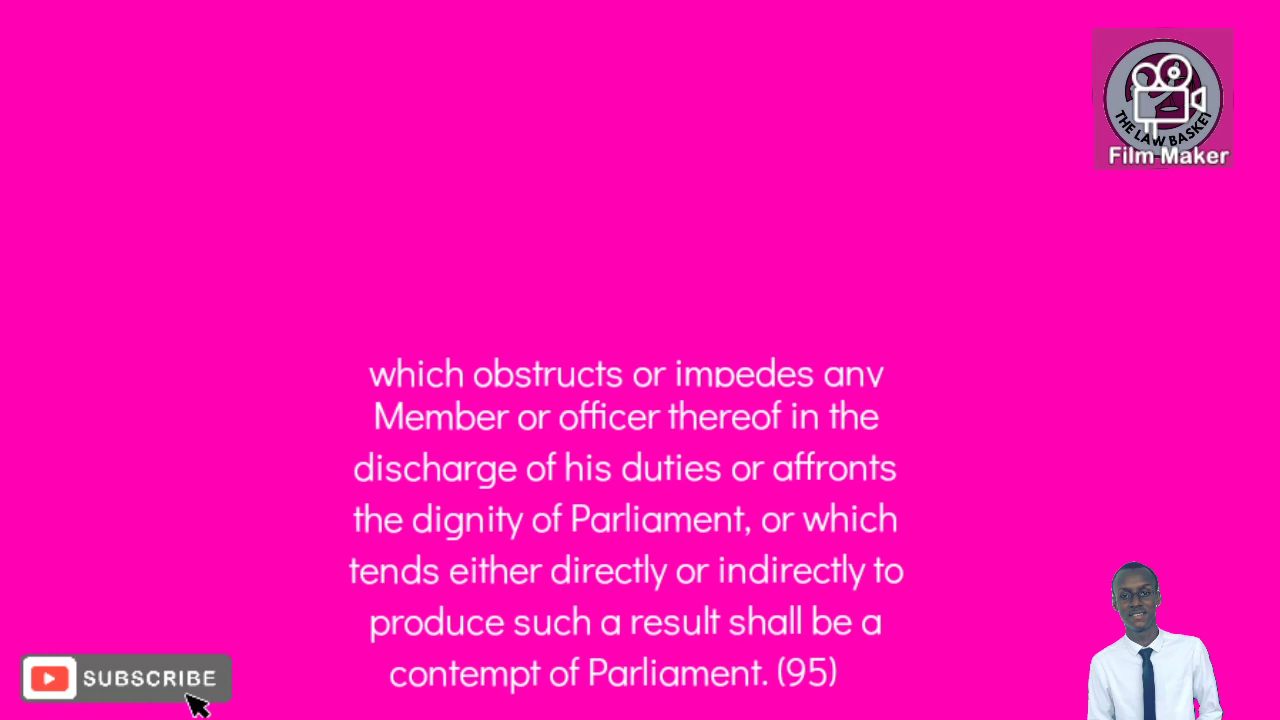 THE LAW BASKET
Film Maker
which obstructs or impedes any
Member or officer thereof in the
discharge of his duties or affronts
the dignity of Parliament, or which
tends either directly or indirectly to
produce such a result shall be a
contempt of Parliament. (95)
SUBSCRIBE